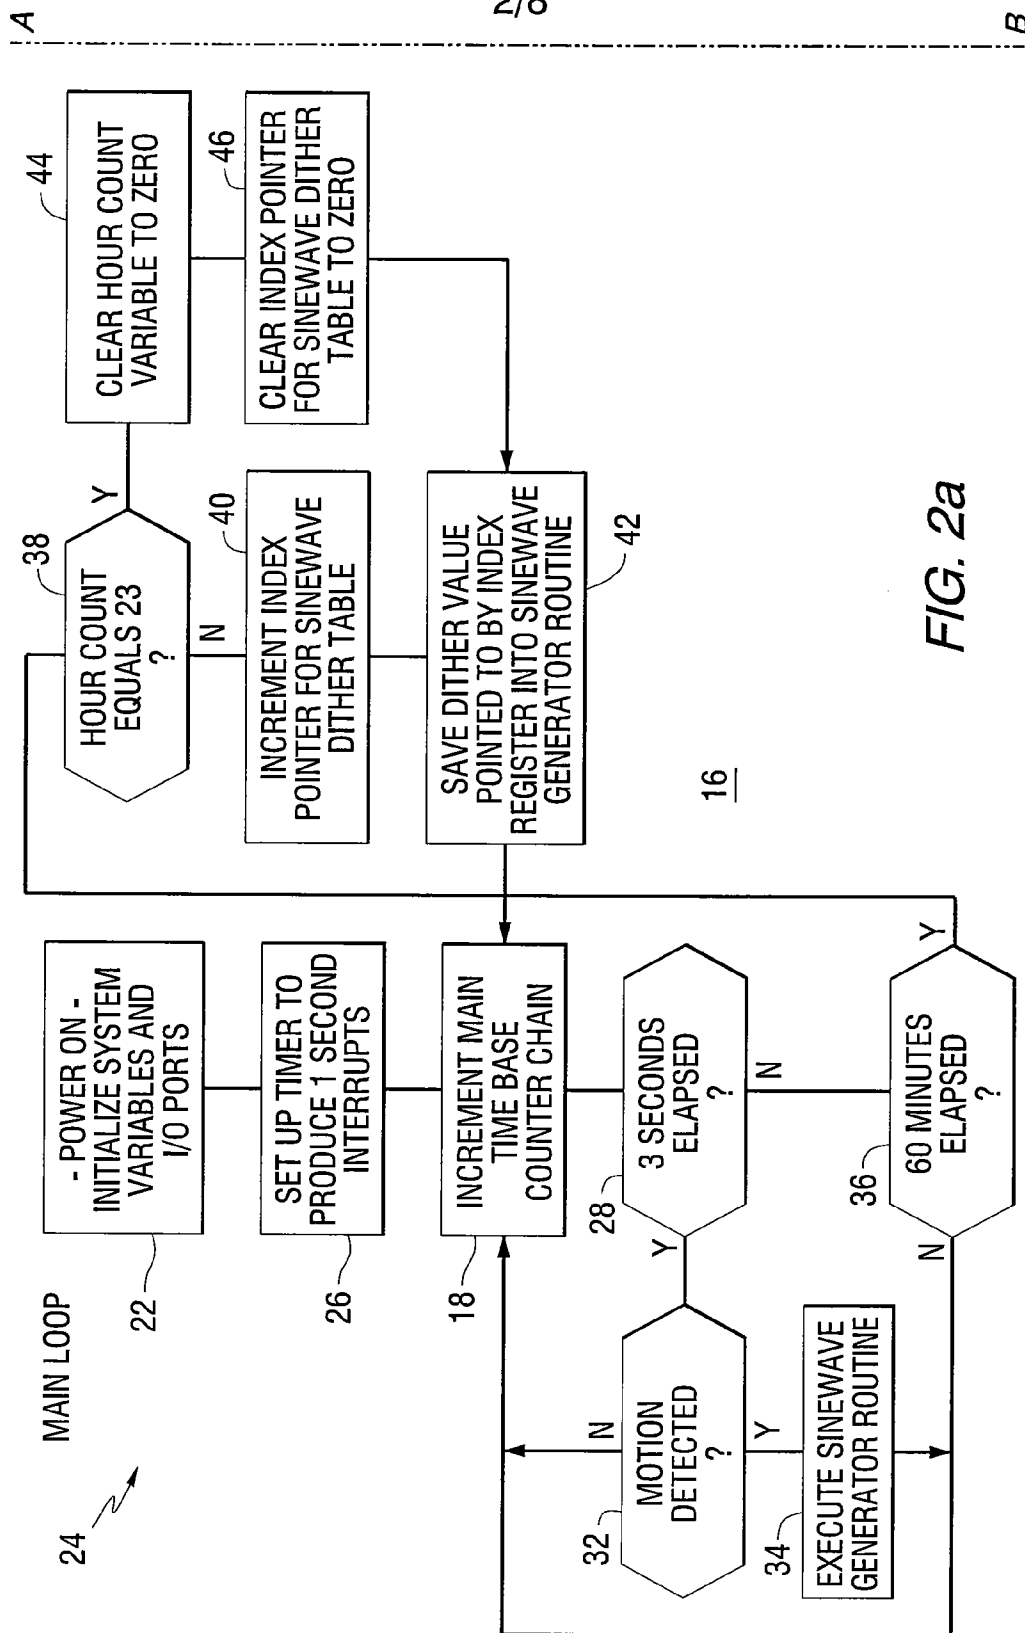 2/8
A
B
MAIN LOOP
24
- POWER ON -
INITIALIZE SYSTEM
VARIABLES AND
I/O PORTS
22
SET UP TIMER TO
PRODUCE 1 SECOND
INTERRUPTS
26
INCREMENT MAIN
TIME BASE
COUNTER CHAIN
18
3 SECONDS
ELAPSED
?
28
Y
N
MOTION
DETECTED
?
32
N
Y
EXECUTE SINEWAVE
GENERATOR ROUTINE
34
60 MINUTES
ELAPSED
?
36
N
Y
HOUR COUNT
EQUALS 23
?
38
Y
N
INCREMENT INDEX
POINTER FOR SINEWAVE
DITHER TABLE
40
SAVE DITHER VALUE
POINTED TO BY INDEX
REGISTER INTO SINEWAVE
GENERATOR ROUTINE
42
CLEAR HOUR COUNT
VARIABLE TO ZERO
44
CLEAR INDEX POINTER
FOR SINEWAVE DITHER
TABLE TO ZERO
46
16
FIG. 2a